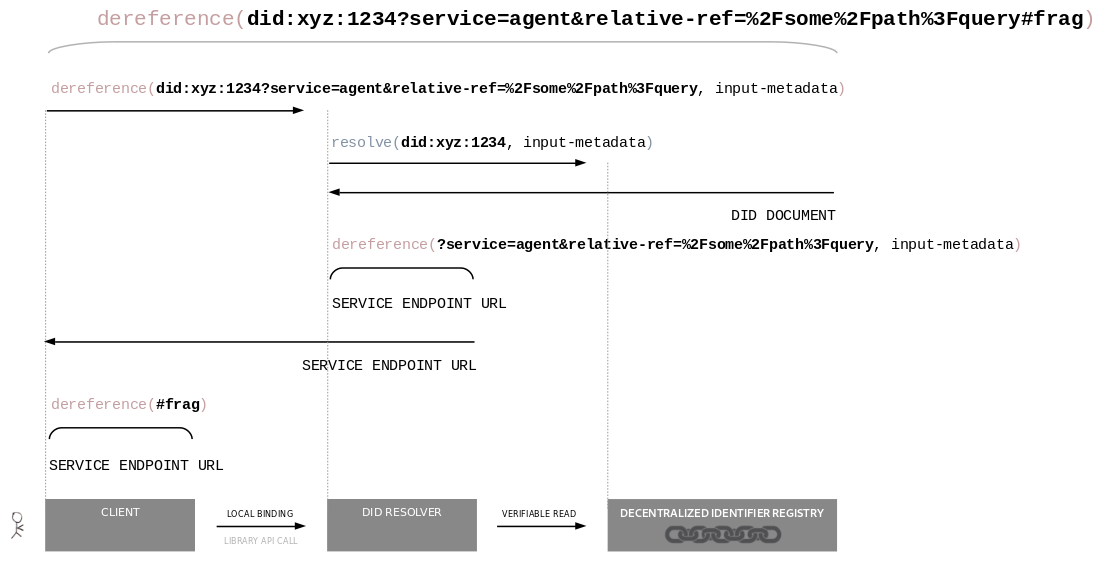 dereference(did:xyz:1234?service=agent&relative-ref=%2Fsome%2Fpath%3Fquery#frag)
dereference(did:xyz:1234?service=agent&relative-ref=%2Fsome%2Fpath%3Fquery, input-metadata)
resolve(did:xyz:1234, input-metadata)
DID DOCUMENT
dereference(?service=agent&relative-ref=%2Fsome%2Fpath%3Fquery, input-metadata)
SERVICE ENDPOINT URL
SERVICE ENDPOINT URL
dereference(#frag)
SERVICE ENDPOINT URL
CLIENT
LOCAL BINDING
LIBRARY API CALL
DID RESOLVER
VERIFIABLE READ
DECENTRALIZED IDENTIFIER REGISTRY